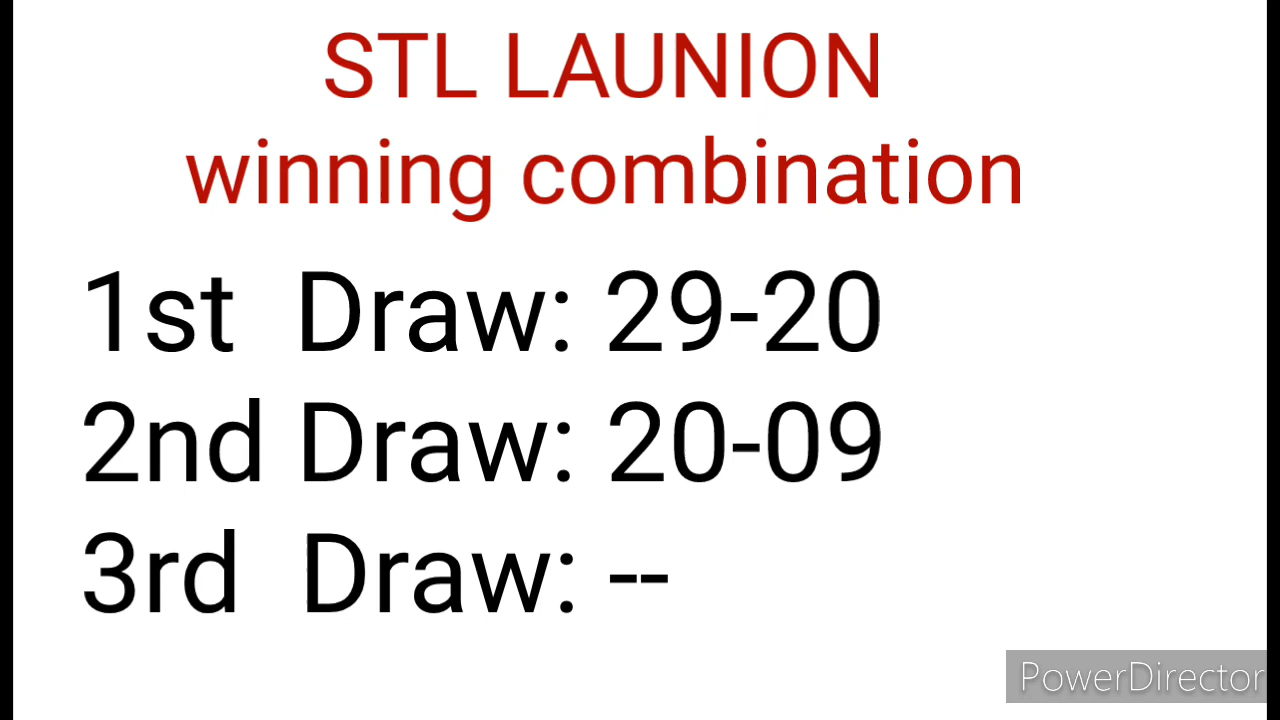 STL LAUNION
winning combination
1st Draw: 29-20
2nd Draw: 20-09
3rd Draw: --
PowerDirector